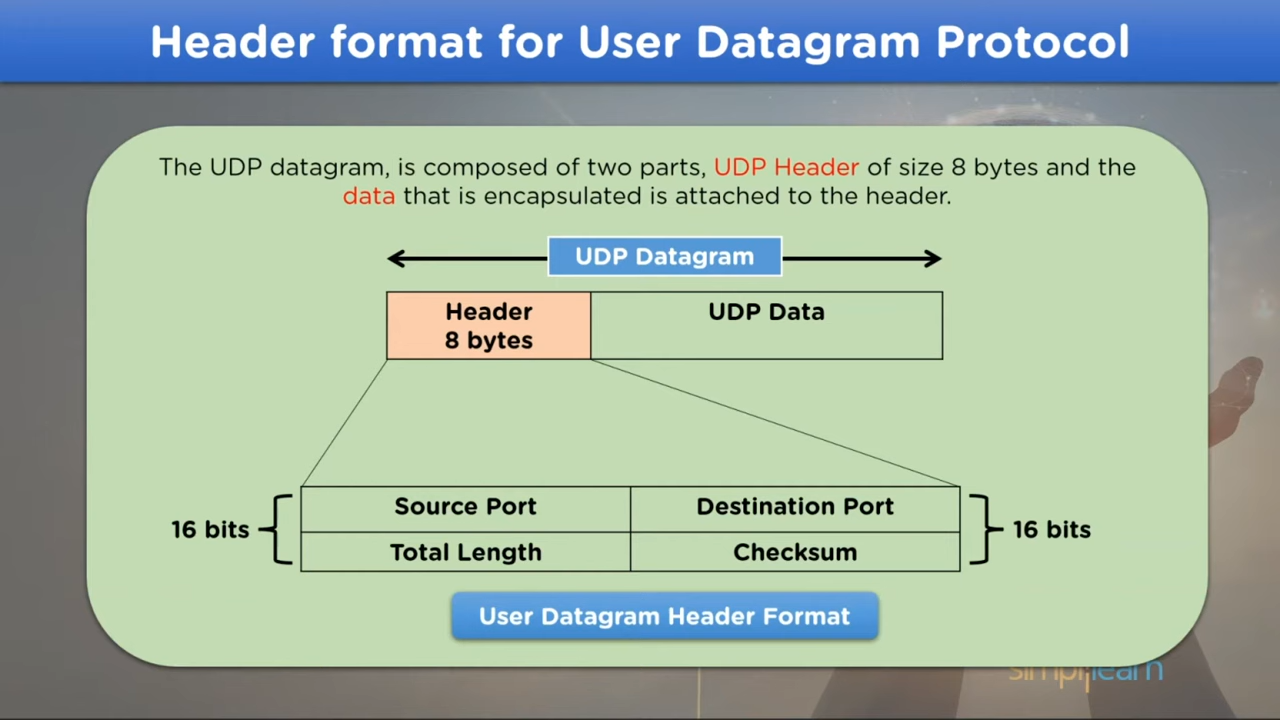 Header format for User Datagram Protocol
The UDP datagram, is composed of two parts, UDP Header of size 8 bytes and the
data that is encapsulated is attached to the header.
UDP Datagram
Header
8 bytes
UDP Data
Source Port
Destination Port
16 bits
16 bits
Total Length
Checksum
User Datagram Header Format
simplilearn